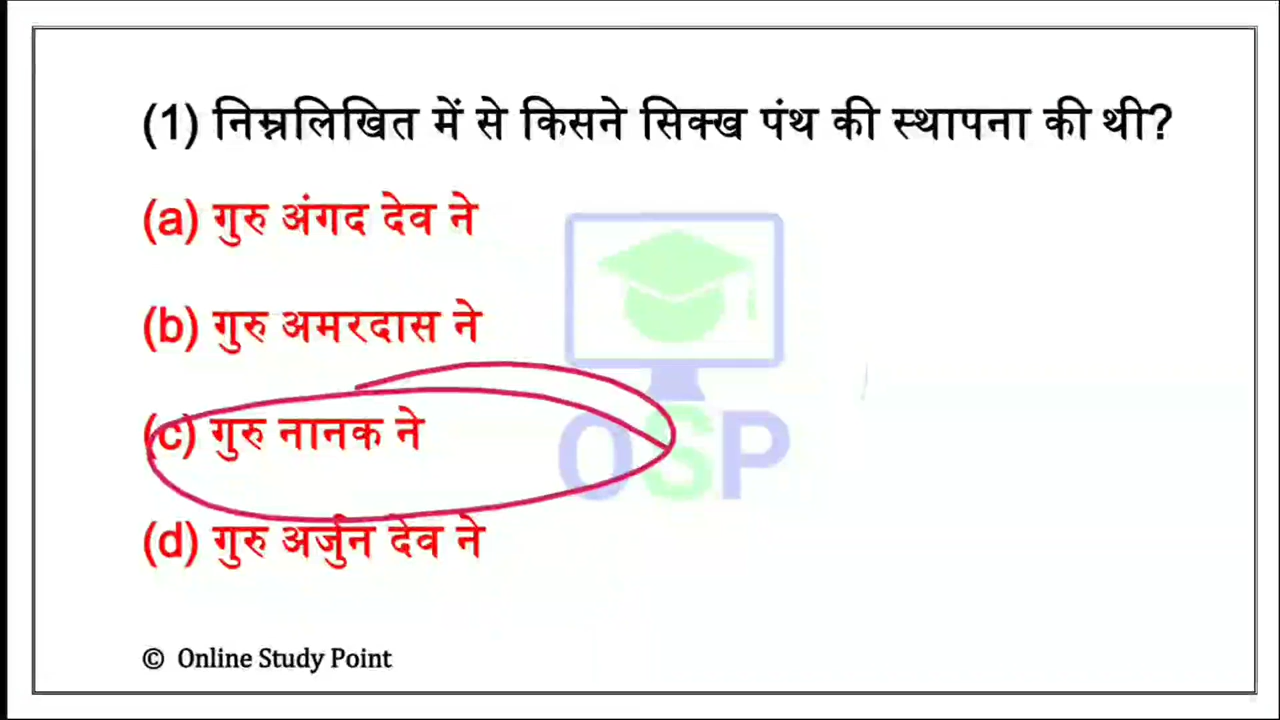 (1) निम्नलिखित में से किसने सिक्ख पंथ की स्थापना की थी?
(a) गुरु अंगद देव ने
(b) गुरु अमरदास ने
(c) गुरु नानक ने
OSP
(d) गुरु अर्जुन देव ने
© Online Study Point